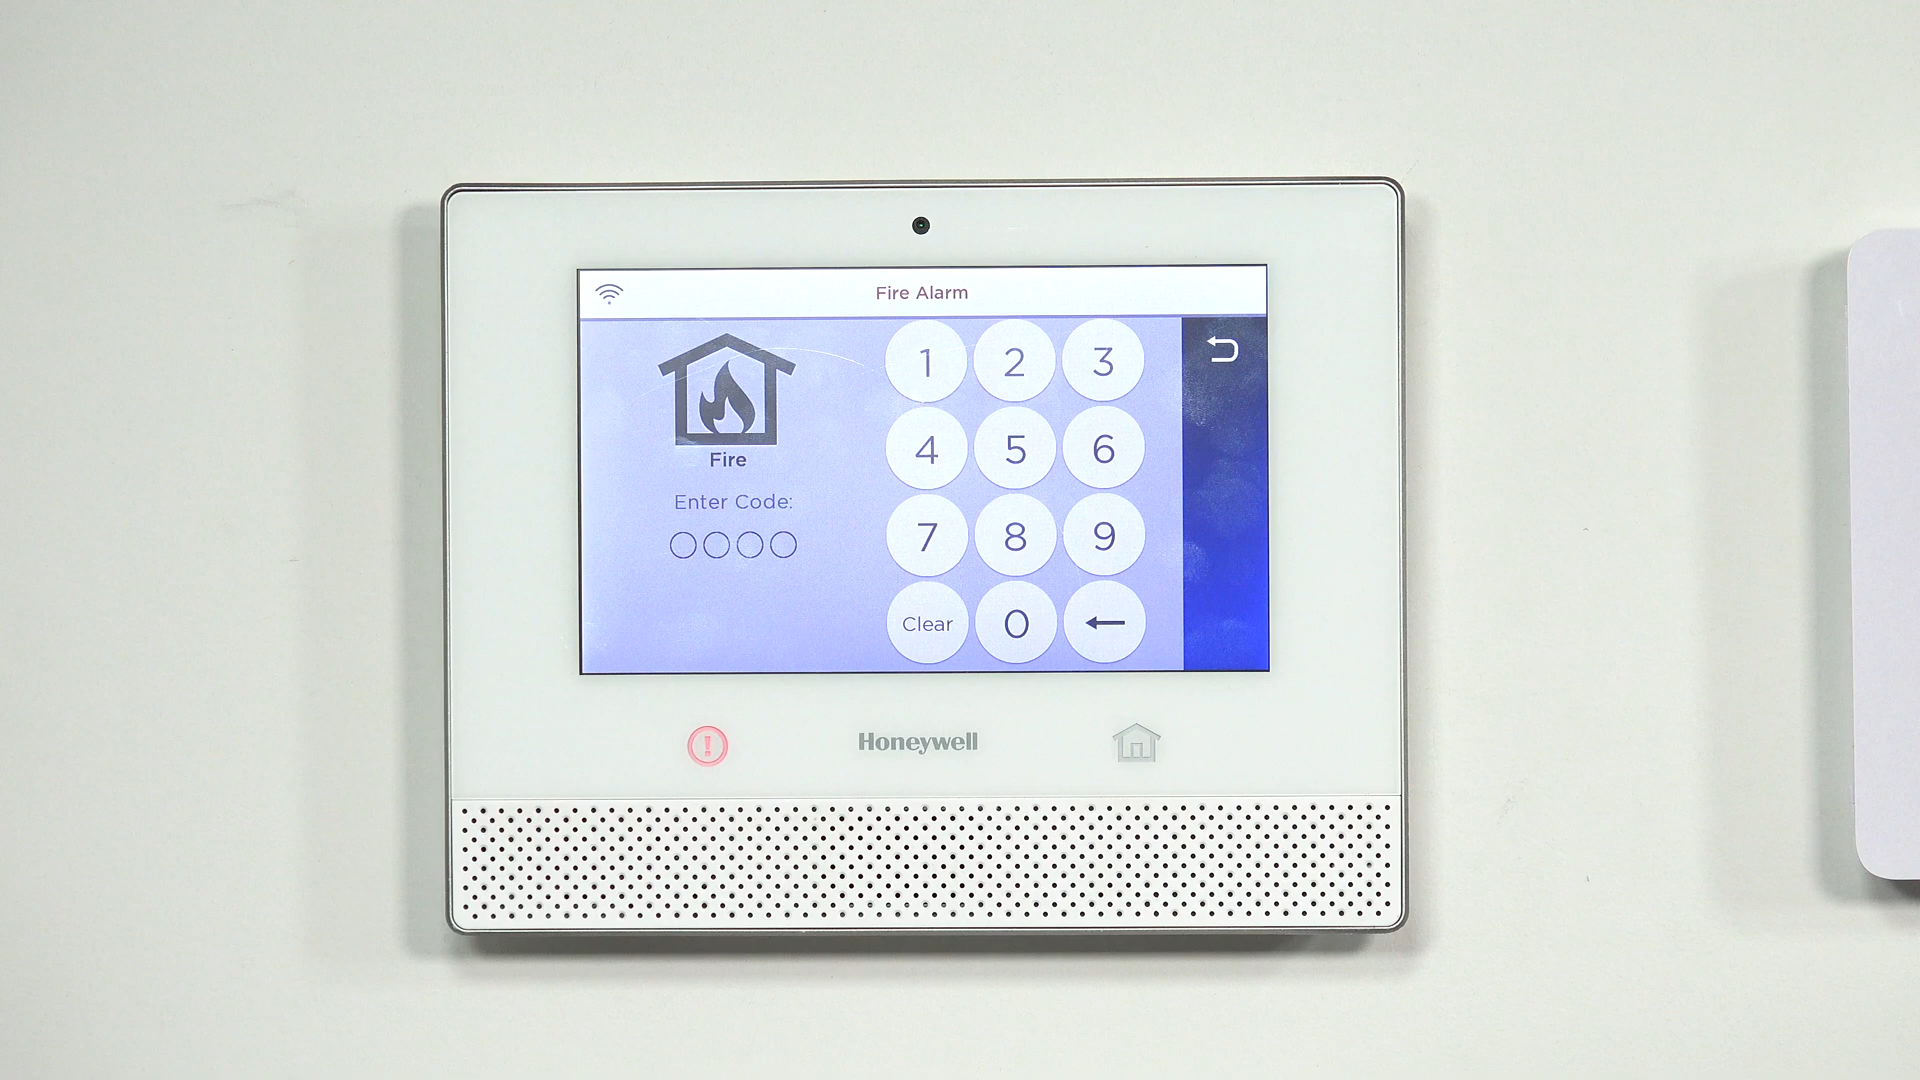 Fire Alarm
Fire
Enter Code:
1 2 3
4 5 6
7 8 9
Clear 0
Honeywell